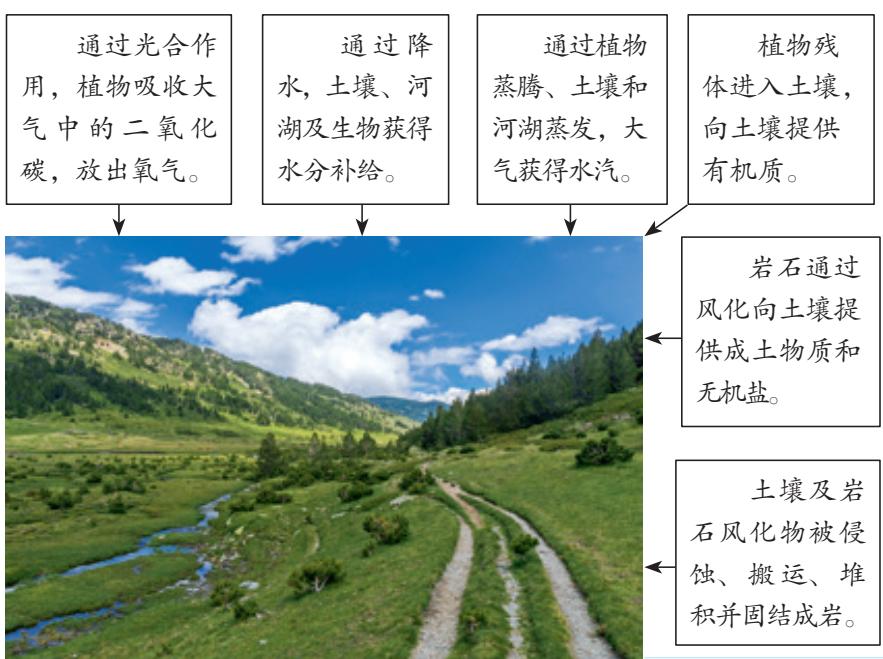 通过光合作
用，植物吸收大
气中的二氧化
碳，放出氧气。
通过降
水，土壤、河
湖及生物获得
水分补给。
通过植物
蒸腾、土壤和
河湖蒸发，大
气获得水汽。
植物残
体进入土壤，
向土壤提供
有机质。
岩石通过
风化向土壤提
供成土物质和
无机盐。
土壤及岩
石风化物被侵
蚀、搬运、堆
积并固结成岩。